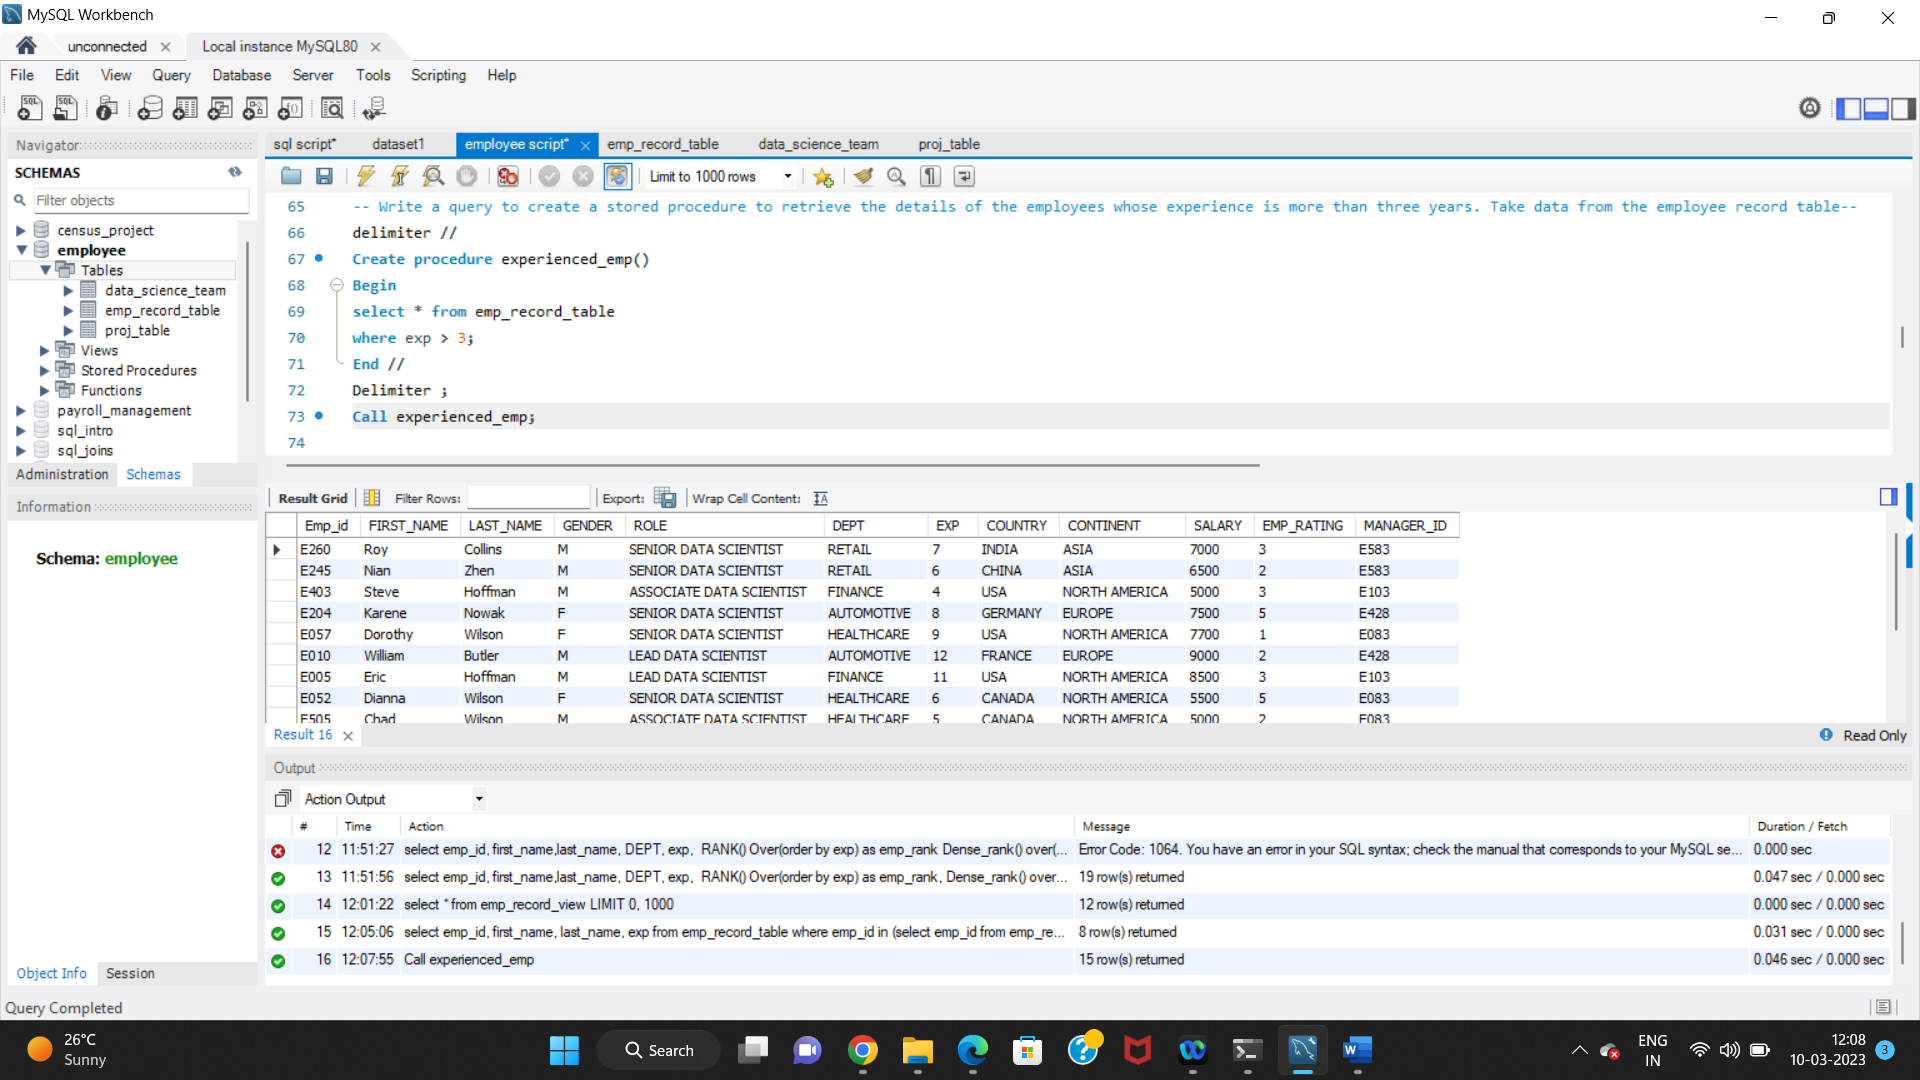 MySQL Workbench
unconnected
Local instance MySQL80
File Edit View Query Database Server Tools Scripting Help
Navigator
SCHEMAS
Filter objects
census_project
employee
Tables
data_science_team
emp_record_table
proj_table
Views
Stored Procedures
Functions
payroll_management
sql_intro
sql_joins
Administration Schemas
Information
Schema: employee
Object Info Session
Query Completed
sql script* dataset1 employee script* emp_record_table data_science_team proj_table
Limit to 1000 rows
65 -- Write a query to create a stored procedure to retrieve the details of the employees whose experience is more than three years. Take data from the employee record table--
66 delimiter //
67 Create procedure experienced_emp()
68 Begin
69 select * from emp_record_table
70 where exp > 3;
71 End //
72 Delimiter ;
73 Call experienced_emp;
74
Result Grid Filter Rows: Export: Wrap Cell Content:
Emp_id FIRST_NAME LAST_NAME GENDER ROLE DEPT EXP COUNTRY CONTINENT SALARY EMP_RATING MANAGER_ID
E260 Roy Collins M SENIOR DATA SCIENTIST RETAIL 7 INDIA ASIA 7000 3 E583
E245 Nian Zhen M SENIOR DATA SCIENTIST RETAIL 6 CHINA ASIA 6500 2 E583
E403 Steve Hoffman M ASSOCIATE DATA SCIENTIST FINANCE 4 USA NORTH AMERICA 5000 3 E103
E204 Karene Nowak F SENIOR DATA SCIENTIST AUTOMOTIVE 8 GERMANY EUROPE 7500 5 E428
E057 Dorothy Wilson F SENIOR DATA SCIENTIST HEALTHCARE 9 USA NORTH AMERICA 7700 1 E083
E010 William Butler M LEAD DATA SCIENTIST AUTOMOTIVE 12 FRANCE EUROPE 9000 2 E428
E005 Eric Hoffman M LEAD DATA SCIENTIST FINANCE 11 USA NORTH AMERICA 8500 3 E103
E052 Dianna Wilson F SENIOR DATA SCIENTIST HEALTHCARE 6 CANADA NORTH AMERICA 5500 5 E083
E505 Chad Wilson M ASSOCIATE DATA SCIENTIST HEALTHCARE 5 CANADA NORTH AMERICA 5000 2 E083
Result 16
Read Only
Output
Action Output
# Time Action Message Duration / Fetch
12 11:51:27 select emp_id, first_name,last_name, DEPT, exp, RANK() Over(order by exp) as emp_rank Dense_rank() over(... Error Code: 1064. You have an error in your SQL syntax; check the manual that corresponds to your MySQL se... 0.000 sec
13 11:51:56 select emp_id, first_name,last_name, DEPT, exp, RANK() Over(order by exp) as emp_rank, Dense_rank() over... 19 row(s) returned 0.047 sec / 0.000 sec
14 12:01:22 select * from emp_record_view LIMIT 0, 1000 12 row(s) returned 0.000 sec / 0.000 sec
15 12:05:06 select emp_id, first_name, last_name, exp from emp_record_table where emp_id in (select emp_id from emp_re... 8 row(s) returned 0.031 sec / 0.000 sec
16 12:07:55 Call experienced_emp 15 row(s) returned 0.046 sec / 0.000 sec
26°C
Sunny
Search
ENG
IN
12:08
10-03-2023
3